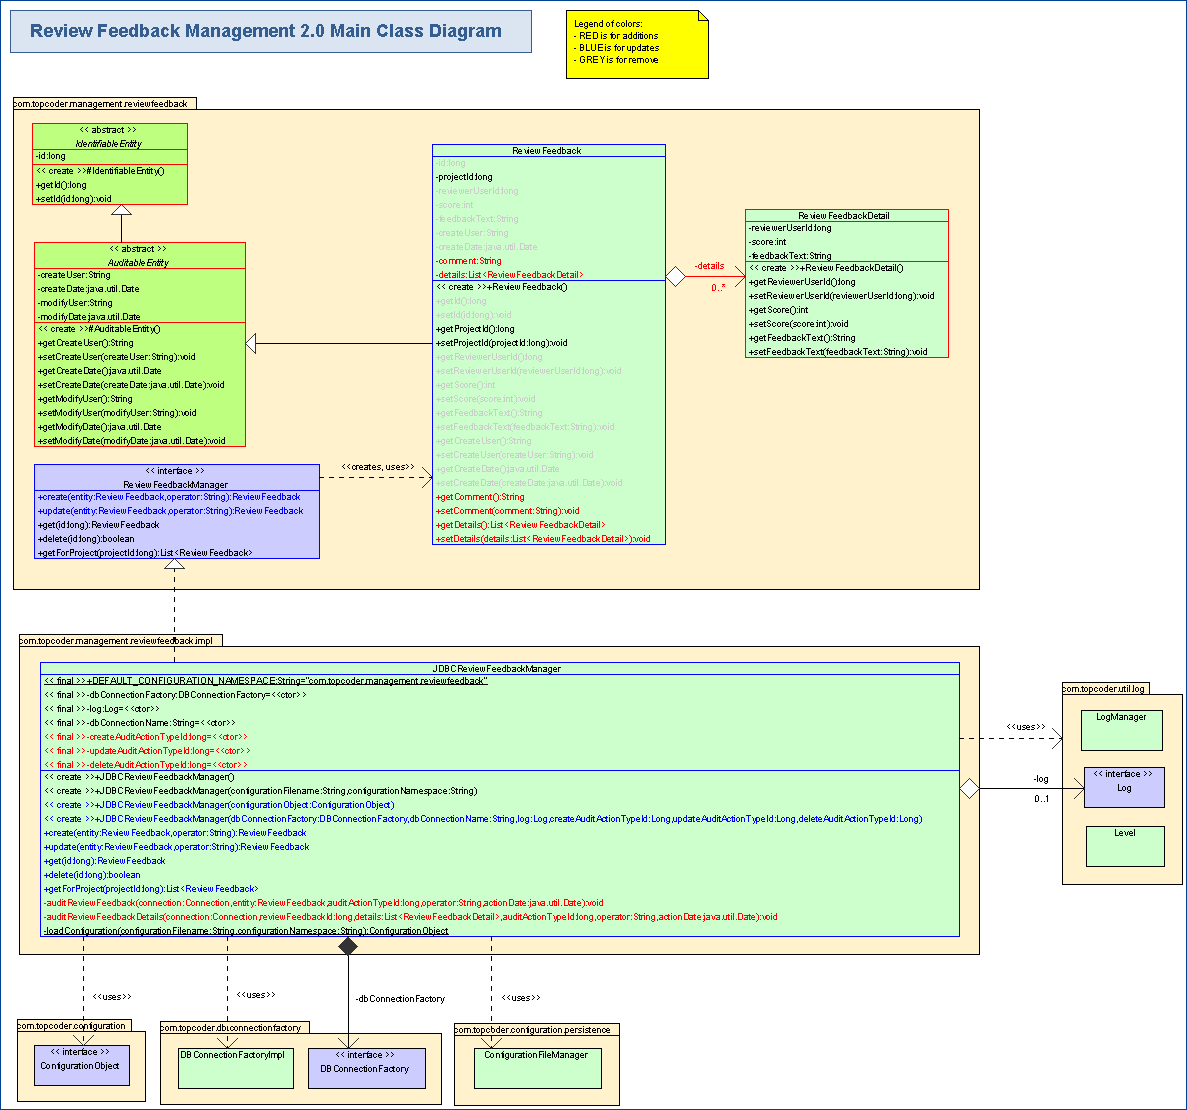 Review Feedback Management 2.0 Main Class Diagram
Legend of colors:
- RED is for additions
- BLUE is for updates
- GREY is for remove
com.topcoder.management.reviewfeedback
<< abstract >>
IdentifiableEntity
-id:long
<< create >>#IdentifiableEntity()
+getId():long
+setId(id:long):void
<< abstract >>
AuditableEntity
-createUser:String
-createDate:java.util.Date
-modifyUser:String
-modifyDate:java.util.Date
<< create >>#AuditableEntity()
+getCreateUser():String
+setCreateUser(createUser:String):void
+getCreateDate():java.util.Date
+setCreateDate(createDate:java.util.Date):void
+getModifyUser():String
+setModifyUser(modifyUser:String):void
+getModifyDate():java.util.Date
+setModifyDate(modifyDate:java.util.Date):void
ReviewFeedback
-id:long
-projectId:long
-reviewerUserId:long
-score:int
-feedbackText:String
-createUser:String
-createDate:java.util.Date
-comment:String
-details:List<ReviewFeedbackDetail>
<< create >>+ReviewFeedback()
+getId():long
+setId(id:long):void
+getProjectId():long
+setProjectId(projectId:long):void
+getReviewerUserId():long
+setReviewerUserId(reviewerUserId:long):void
+getScore():int
+setScore(score:int):void
+getFeedbackText():String
+setFeedbackText(feedbackText:String):void
+getCreateUser():String
+setCreateUser(createUser:String):void
+getCreateDate():java.util.Date
+setCreateDate(createDate:java.util.Date):void
+getComment():String
+setComment(comment:String):void
+getDetails():List<ReviewFeedbackDetail>
+setDetails(details:List<ReviewFeedbackDetail>):void
-details
0..*
ReviewFeedbackDetail
-reviewerUserId:long
-score:int
-feedbackText:String
<< create >>+ReviewFeedbackDetail()
+getReviewerUserId():long
+setReviewerUserId(reviewerUserId:long):void
+getScore():int
+setScore(score:int):void
+getFeedbackText():String
+setFeedbackText(feedbackText:String):void
<< interface >>
ReviewFeedbackManager
+create(entity:ReviewFeedback,operator:String):ReviewFeedback
+update(entity:ReviewFeedback,operator:String):ReviewFeedback
+get(id:long):ReviewFeedback
+delete(id:long):boolean
+getForProject(projectId:long):List<ReviewFeedback>
<<creates, uses>>
com.topcoder.management.reviewfeedback.impl
JDBCReviewFeedbackManager
<< final >>+DEFAULT_CONFIGURATION_NAMESPACE:String="com.topcoder.management.reviewfeedback"
<< final >>-dbConnectionFactory:DBConnectionFactory=<<ctor>>
<< final >>-log:Log=<<ctor>>
<< final >>-dbConnectionName:String=<<ctor>>
<< final >>-createAuditActionTypeId:long=<<ctor>>
<< final >>-updateAuditActionTypeId:long=<<ctor>>
<< final >>-deleteAuditActionTypeId:long=<<ctor>>
<< create >>+JDBCReviewFeedbackManager()
<< create >>+JDBCReviewFeedbackManager(configurationFilename:String,configurationNamespace:String)
<< create >>+JDBCReviewFeedbackManager(configurationObject:ConfigurationObject)
<< create >>+JDBCReviewFeedbackManager(dbConnectionFactory:DBConnectionFactory,dbConnectionName:String,log:Log,createAuditActionTypeId:Long,updateAuditActionTypeId:Long,deleteAuditActionTypeId:Long)
+create(entity:ReviewFeedback,operator:String):ReviewFeedback
+update(entity:ReviewFeedback,operator:String):ReviewFeedback
+get(id:long):ReviewFeedback
+delete(id:long):boolean
+getForProject(projectId:long):List<ReviewFeedback>
-auditReviewFeedback(connection:Connection,entity:ReviewFeedback,auditActionTypeId:long,operator:String,actionDate:java.util.Date):void
-auditReviewFeedbackDetails(connection:Connection,reviewFeedbackId:long,details:List<ReviewFeedbackDetail>,auditActionTypeId:long,operator:String,actionDate:java.util.Date):void
-loadConfiguration(configurationFilename:String,configurationNamespace:String):ConfigurationObject
<<uses>>
-log
0..1
com.topcoder.util.log
LogManager
<< interface >>
Log
Level
<<uses>>
<<uses>>
-dbConnectionFactory
<<uses>>
com.topcoder.configuration
<< interface >>
ConfigurationObject
com.topcoder.db.connectionfactory
DBConnectionFactoryImpl
<< interface >>
DBConnectionFactory
com.topcoder.configuration.persistence
ConfigurationFileManager